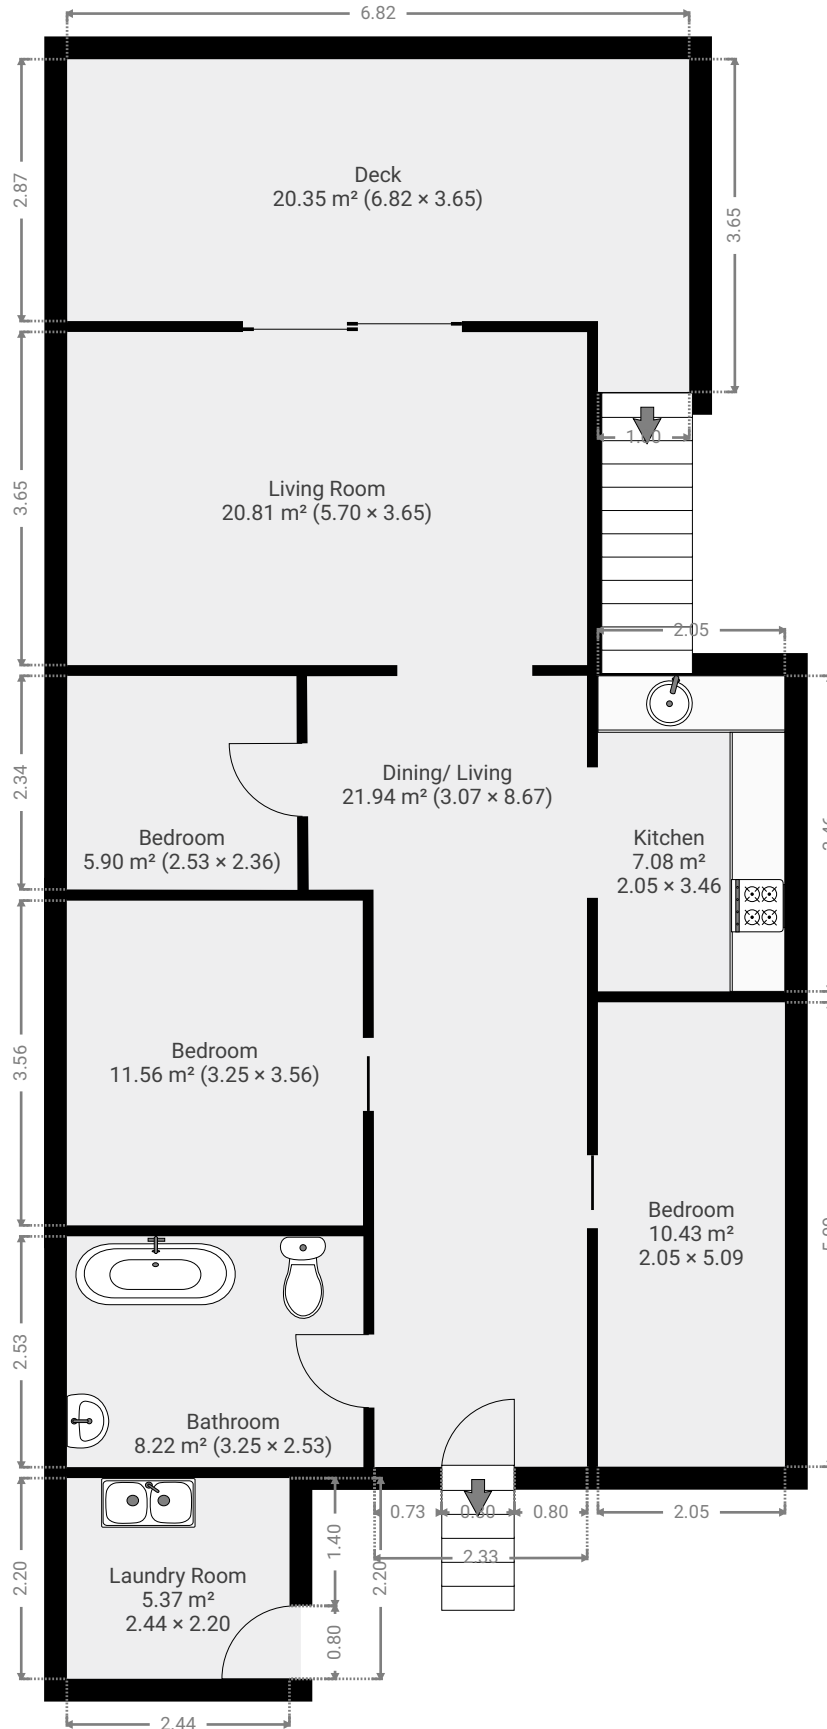 6.82
2.87
Deck
20.35 m² (6.82 × 3.65)
3.65
3.65
Living Room
20.81 m² (5.70 × 3.65)
2.05
2.34
Dining/ Living
21.94 m² (3.07 × 8.67)
Bedroom
5.90 m² (2.53 × 2.36)
Kitchen
7.08 m²
2.05 × 3.46
3.56
Bedroom
11.56 m² (3.25 × 3.56)
Bedroom
10.43 m²
2.05 × 5.09
2.53
Bathroom
8.22 m² (3.25 × 2.53)
0.73
0.80
0.80
2.05
2.33
1.40
2.20
2.20
Laundry Room
5.37 m²
2.44 × 2.20
0.80
2.44